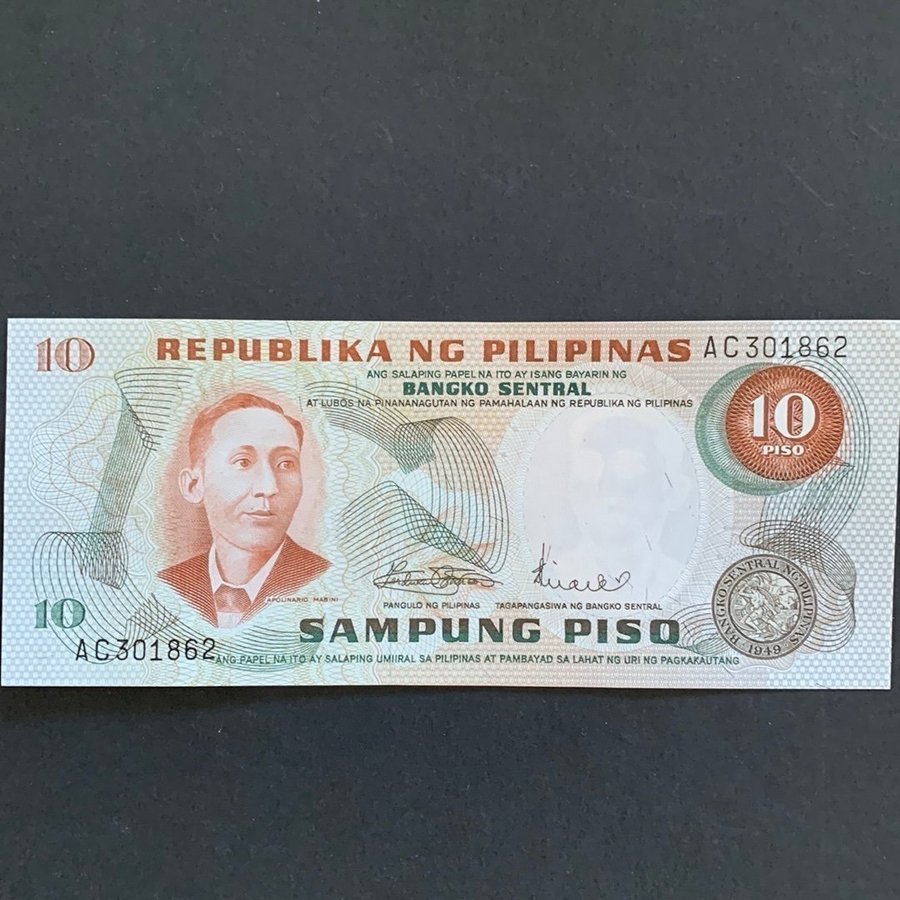 10
REPUBLIKA NG PILIPINAS
AC301862
ANG SALAPING PAPEL NA ITO AY ISANG BAYARIN NG
BANGKO SENTRAL
AT LUBOS NA PINANANAGUTAN NG PAMAHALAAN NG REPUBLIKA NG PILIPINAS
10
PISO
APOLINARIO MABINI
PANGULO NG PILIPINAS
TAGAPANGASIWA NG BANGKO SENTRAL
BANGKO SENTRAL NG PILIPINAS
1949
10
SAMPUNG PISO
AC301862
ANG PAPEL NA ITO AY SALAPING UMIIRAL SA PILIPINAS AT PAMBAYAD SA LAHAT NG URI NG PAGKAKAUTANG